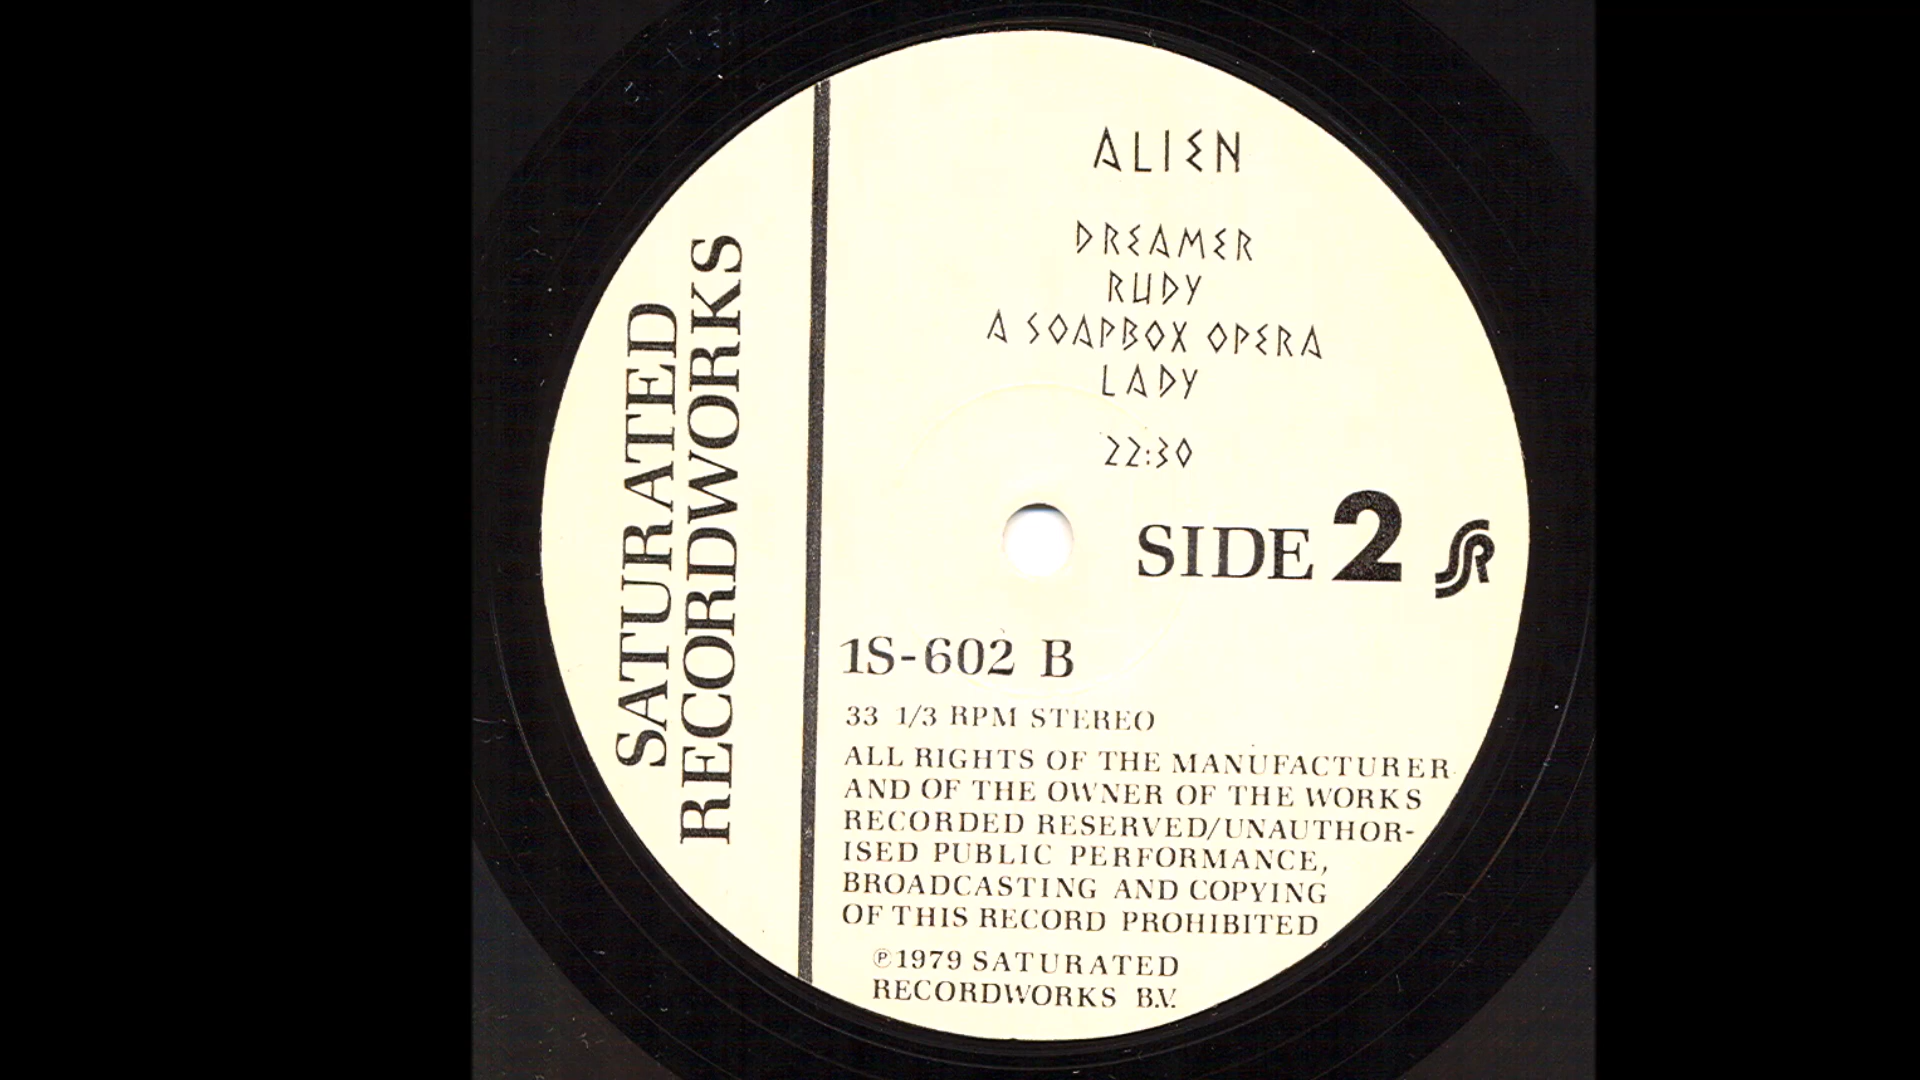 SATURATED
RECORDWORKS
ALIEN
DREAMER
RUDY
A SOAPBOX OPERA
LADY
22:30
SIDE 2 SR
1S-602 B
33 1/3 RPM STEREO
ALL RIGHTS OF THE MANUFACTURER
AND OF THE OWNER OF THE WORKS
RECORDED RESERVED/UNAUTHOR-
ISED PUBLIC PERFORMANCE,
BROADCASTING AND COPYING
OF THIS RECORD PROHIBITED
℗1979 SATURATED
RECORDWORKS B.V.